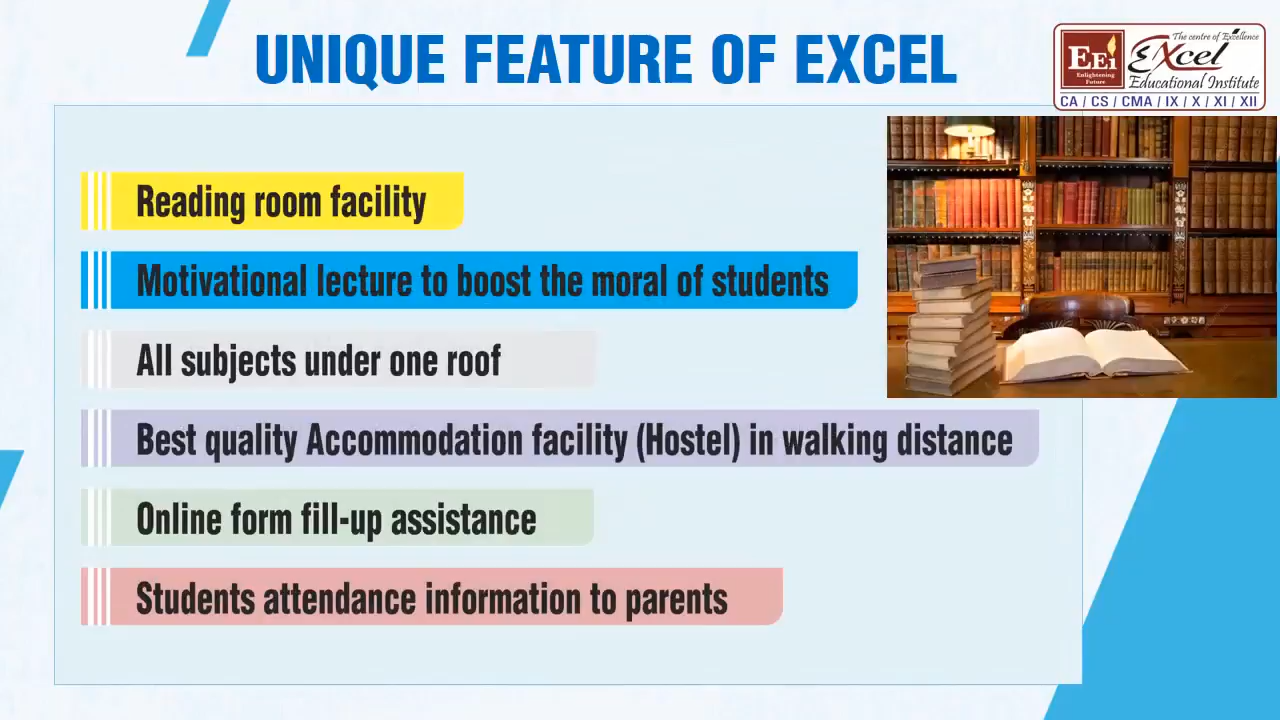 UNIQUE FEATURE OF EXCEL
The centre of Excellence
EEi Excel
Enlightening
Future
Educational Institute
CA / CS / CMA / IX / X / XI / XII
Reading room facility
Motivational lecture to boost the moral of students
All subjects under one roof
Best quality Accommodation facility (Hostel) in walking distance
Online form fill-up assistance
Students attendance information to parents